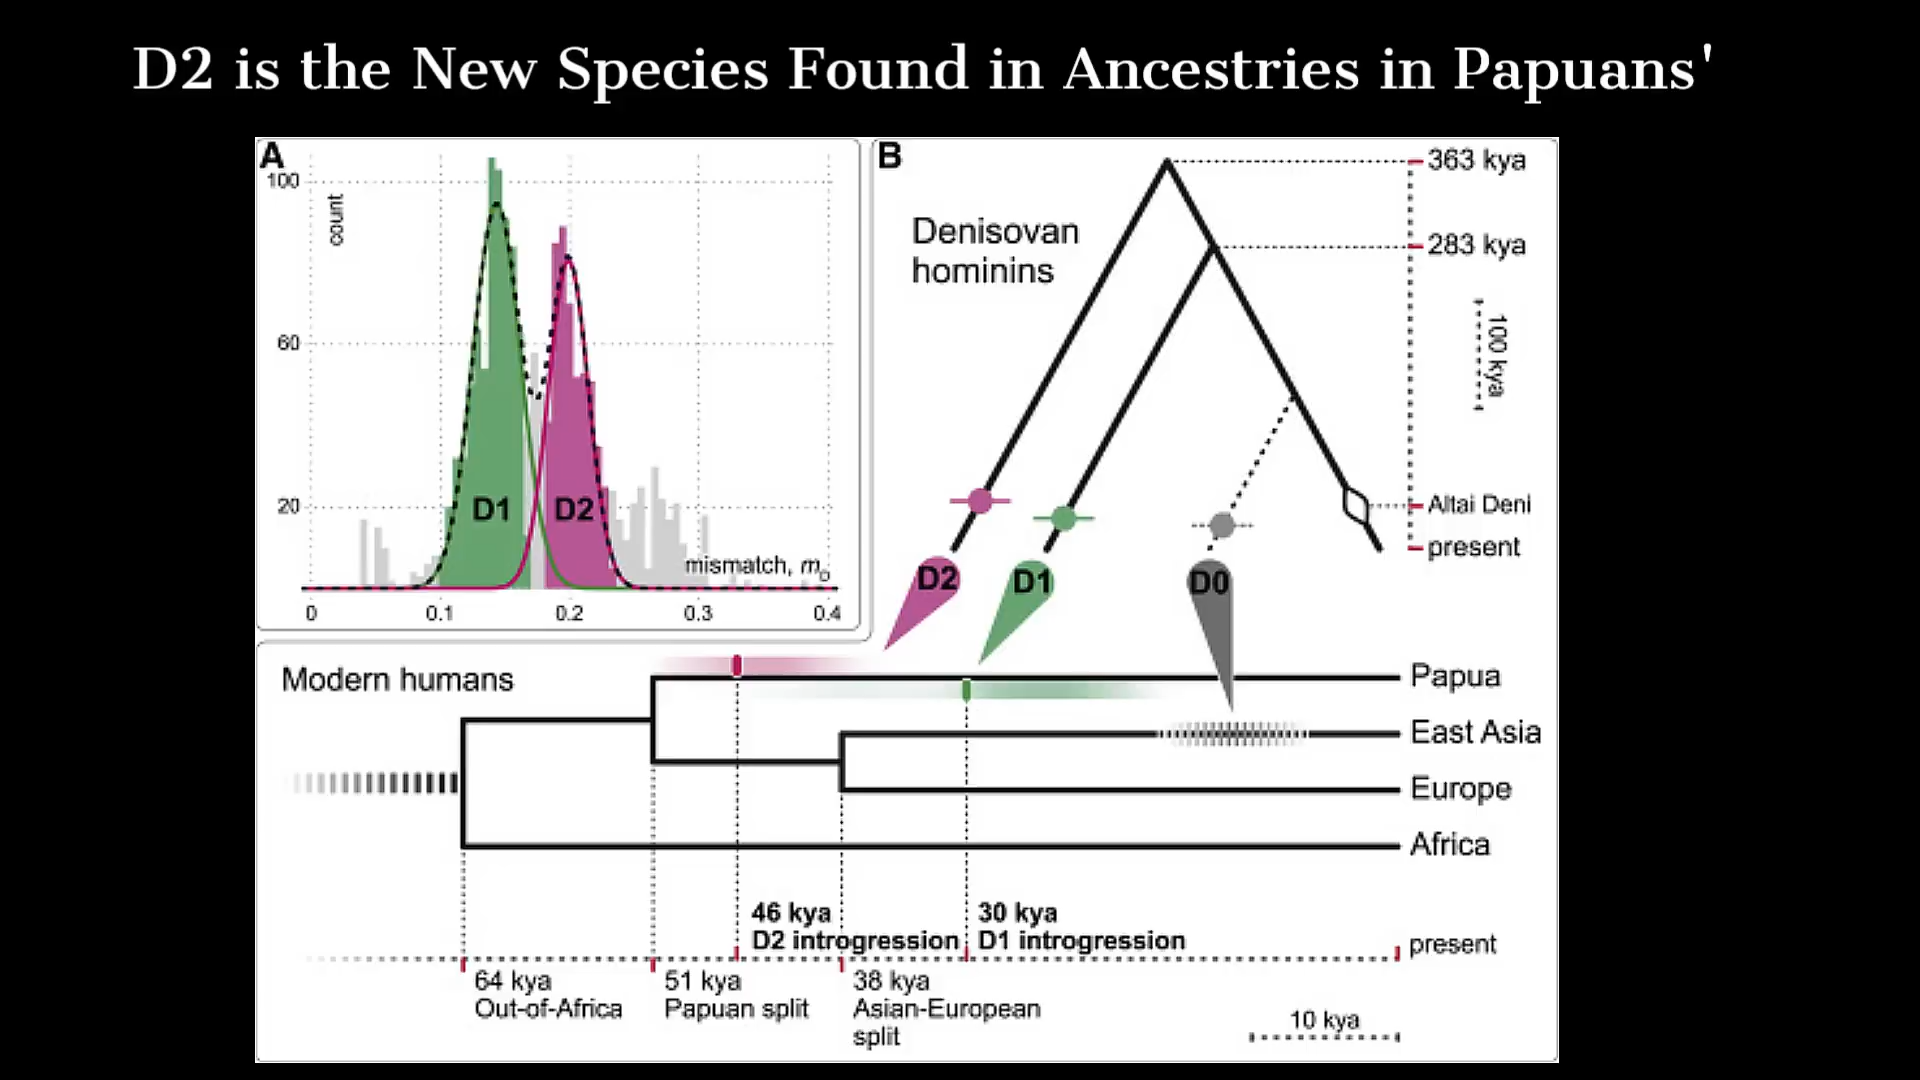 D2 is the New Species Found in Ancestries in Papuans'
A
100
count
60
20
D1
D2
mismatch, mD
0
0.1
0.2
0.3
0.4
B
363 kya
Denisovan
hominins
283 kya
100 kya
Altai Deni
present
D2
D1
D0
Modern humans
Papua
East Asia
Europe
Africa
46 kya
D2 introgression
30 kya
D1 introgression
present
64 kya
Out-of-Africa
51 kya
Papuan split
38 kya
Asian-European
split
10 kya